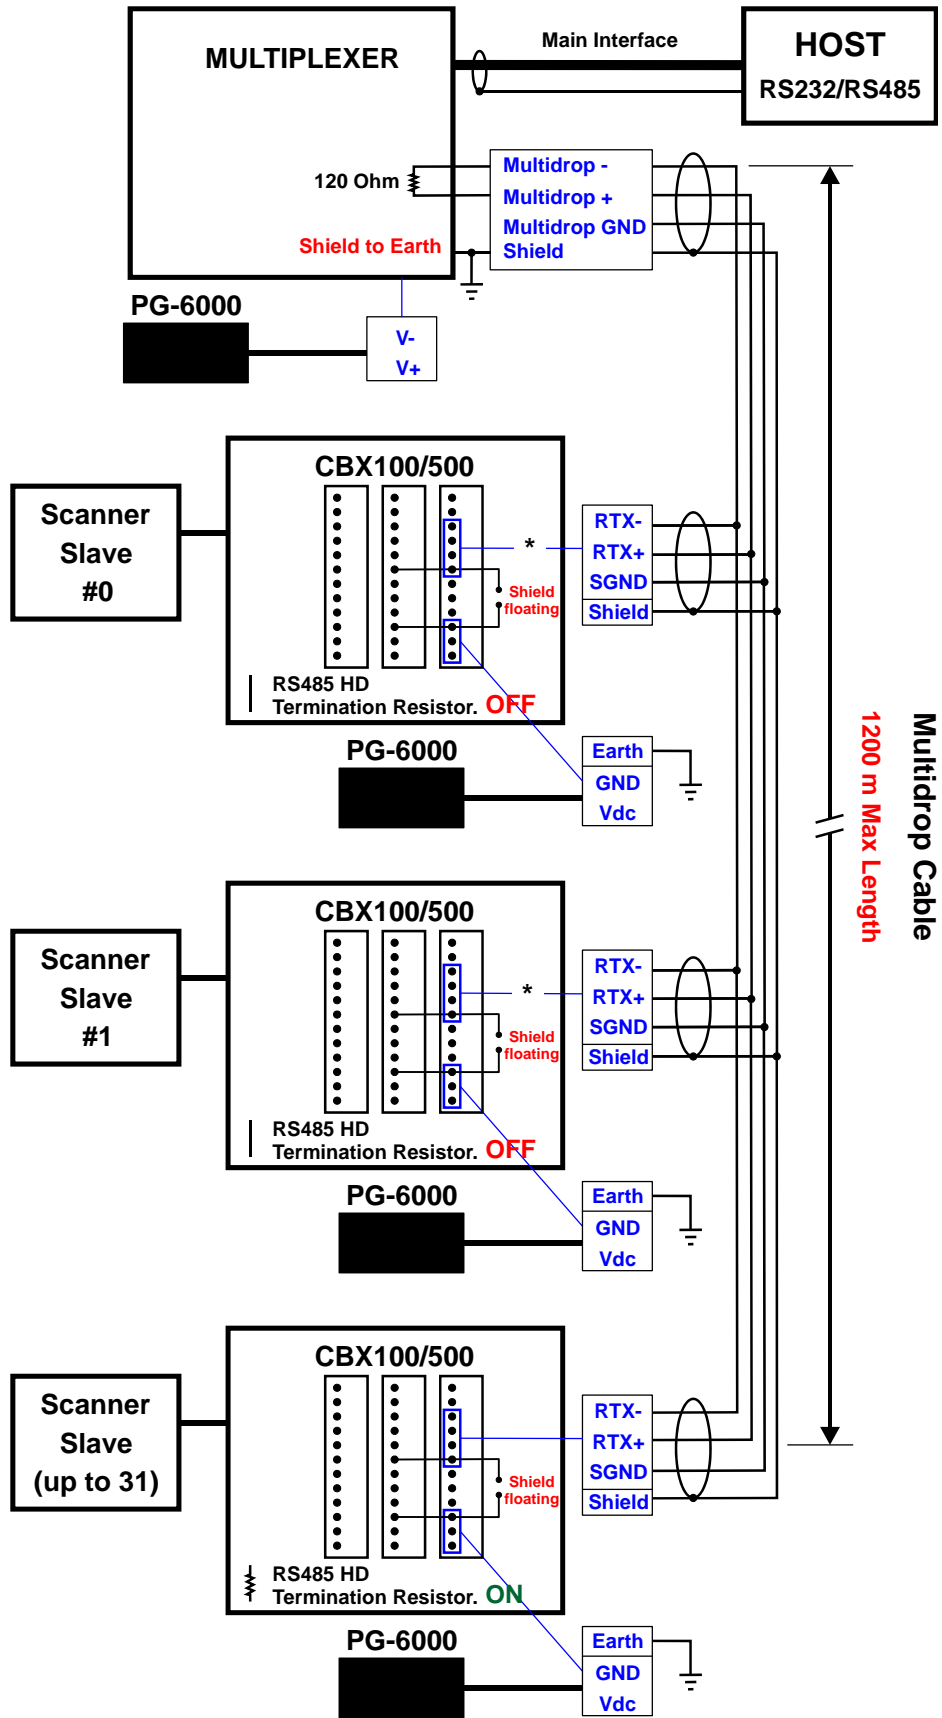 MULTIPLEXER
Main Interface
HOST
RS232/RS485
120 Ohm
Multidrop -
Multidrop +
Multidrop GND
Shield to Earth
Shield
PG-6000
V-
V+
CBX100/500
Scanner
Slave
#0
*
RTX-
RTX+
SGND
Shield
Shield
floating
RS485 HD
Termination Resistor. OFF
PG-6000
Earth
GND
Vdc
Multidrop Cable
1200 m Max Length
CBX100/500
Scanner
Slave
#1
*
RTX-
RTX+
SGND
Shield
Shield
floating
RS485 HD
Termination Resistor. OFF
PG-6000
Earth
GND
Vdc
CBX100/500
Scanner
Slave
(up to 31)
RTX-
RTX+
SGND
Shield
Shield
floating
RS485 HD
Termination Resistor. ON
PG-6000
Earth
GND
Vdc